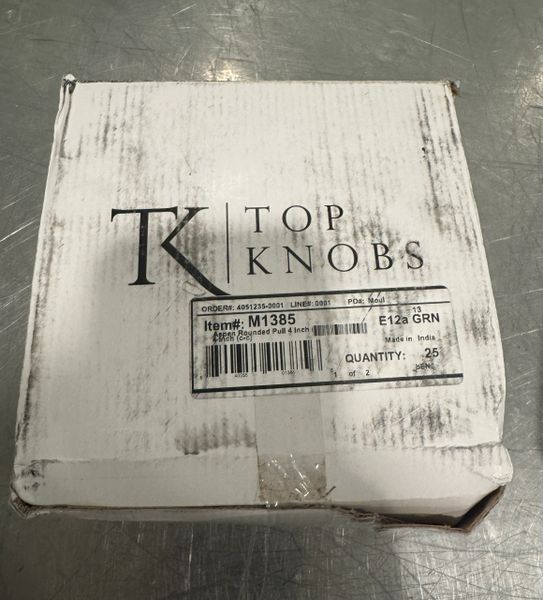 TK TOP
KNOBS
ORDER#: 4051235-0001 LINE#: 0001 PO#: Moul
13
Item#: M1385 E12a GRN
Aspen Rounded Pull 4 Inch
(c-c) Made in India
QUANTITY: 25
1 of 2